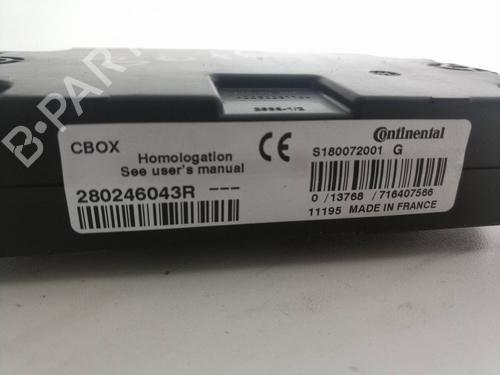 B-PARTS
CBOX
Homologation
See user's manual
280246043R ---
CE
Continental
S180072001 G
0 /13768 /716407566
11195 MADE IN FRANCE